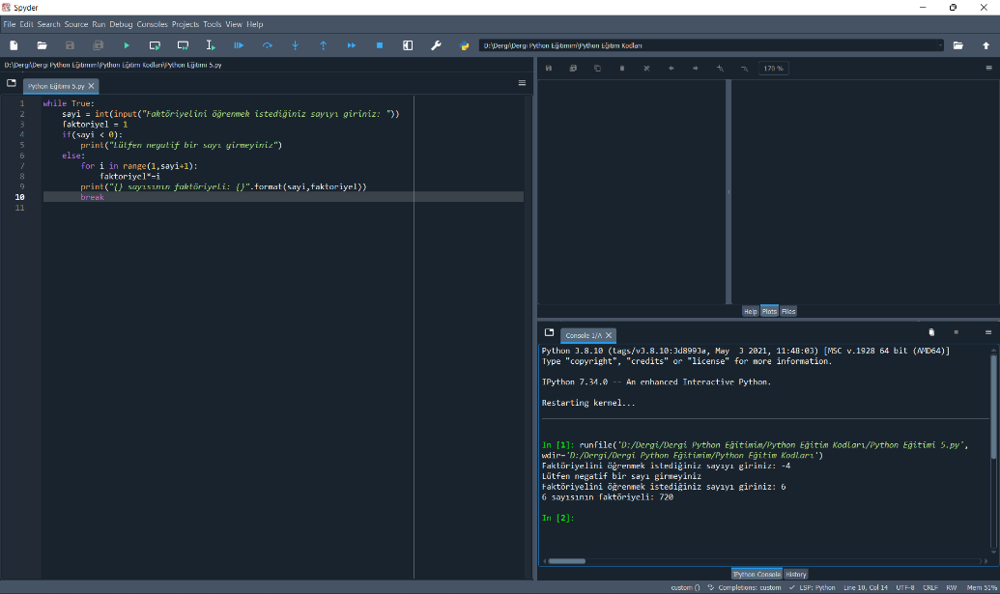 Spyder
File Edit Search Source Run Debug Consoles Projects Tools View Help
D:\Dergi\Dergi Python Eğitimim\Python Eğitim Kodları
D:\Dergi\Dergi Python Eğitimim\Python Eğitim Kodları\Python Eğitimi 5.py
Python Eğitimi 5.py
170 %
1 while True:
2 sayi = int(input("Faktöriyelini öğrenmek istediğiniz sayıyı giriniz: "))
3 faktoriyel = 1
4 if(sayi < 0):
5 print("Lütfen negatif bir sayı girmeyiniz")
6 else:
7 for i in range(1,sayi+1):
8 faktoriyel*=i
9 print("{} sayısının faktöriyeli: {}".format(sayi,faktoriyel))
10 break
11
Help Plots Files
Console 1/A
Python 3.8.10 (tags/v3.8.10:3d8993a, May 3 2021, 11:48:03) [MSC v.1928 64 bit (AMD64)]
Type "copyright", "credits" or "license" for more information.
IPython 7.34.0 -- An enhanced Interactive Python.
Restarting kernel...
In [1]: runfile('D:/Dergi/Dergi Python Eğitimim/Python Eğitim Kodları/Python Eğitimi 5.py',
wdir='D:/Dergi/Dergi Python Eğitimim/Python Eğitim Kodları')
Faktöriyelini öğrenmek istediğiniz sayıyı giriniz: -4
Lütfen negatif bir sayı girmeyiniz
Faktöriyelini öğrenmek istediğiniz sayıyı giriniz: 6
6 sayısının faktöriyeli: 720
In [2]:
IPython Console History
custom () Completions: custom LSP: Python Line 10, Col 14 UTF-8 CRLF RW Mem 51%